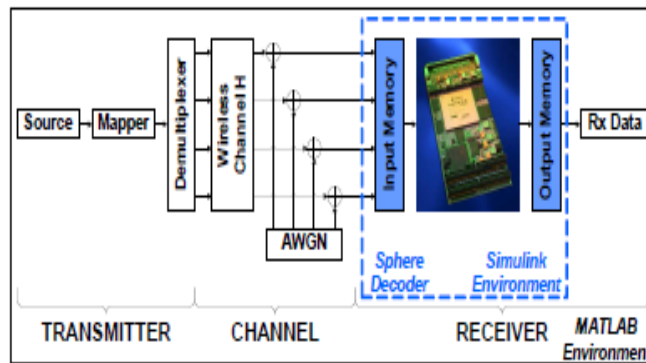 Source
Mapper
Demultiplexer
Wireless
Channel H
AWGN
Input Memory
Output Memory
Rx Data
Sphere
Decoder
Simulink
Environment
TRANSMITTER
CHANNEL
RECEIVER
MATLAB
Environment